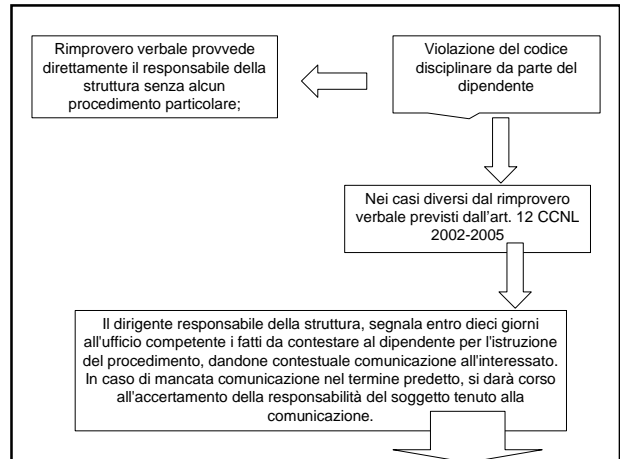 Rimprovero verbale provvede
direttamente il responsabile della
struttura senza alcun
procedimento particolare;
Violazione del codice
disciplinare da parte del
dipendente
Nei casi diversi dal rimprovero
verbale previsti dall'art. 12 CCNL
2002-2005
Il dirigente responsabile della struttura, segnala entro dieci giorni
all'ufficio competente i fatti da contestare al dipendente per l'istruzione
del procedimento, dandone contestuale comunicazione all'interessato.
In caso di mancata comunicazione nel termine predetto, si darà corso
all'accertamento della responsabilità del soggetto tenuto alla
comunicazione.